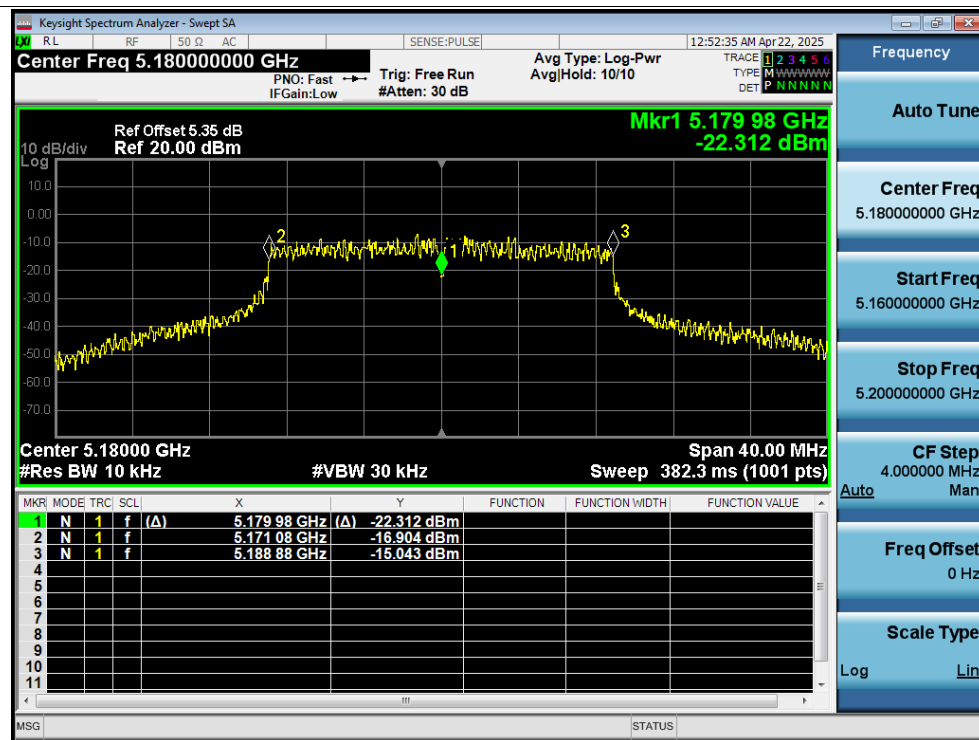 Keysight Spectrum Analyzer - Swept SA
LXI RL RF 50 Ω AC SENSE:PULSE 12:52:35 AM Apr 22, 2025
Center Freq 5.180000000 GHz
PNO: Fast
IFGain:Low
Trig: Free Run
#Atten: 30 dB
Avg Type: Log-Pwr
Avg|Hold: 10/10
TRACE 1 2 3 4 5 6
TYPE M W W W W W
DET P N N N N N
Ref Offset 5.35 dB
10 dB/div Ref 20.00 dBm
Log
Mkr1 5.179 98 GHz
-22.312 dBm
10.0
0.00
-10.0
-20.0
-30.0
-40.0
-50.0
-60.0
-70.0
2
1
3
Center 5.18000 GHz Span 40.00 MHz
#Res BW 10 kHz #VBW 30 kHz Sweep 382.3 ms (1001 pts)
MKR MODE TRC SCL X Y FUNCTION FUNCTION WIDTH FUNCTION VALUE
1 N 1 f (Δ) 5.179 98 GHz (Δ) -22.312 dBm
2 N 1 f 5.171 08 GHz -16.904 dBm
3 N 1 f 5.188 88 GHz -15.043 dBm
4
5
6
7
8
9
10
11
MSG STATUS
Frequency
Auto Tune
Center Freq
5.180000000 GHz
Start Freq
5.160000000 GHz
Stop Freq
5.200000000 GHz
CF Step
4.000000 MHz
Auto Man
Freq Offset
0 Hz
Scale Type
Log Lin